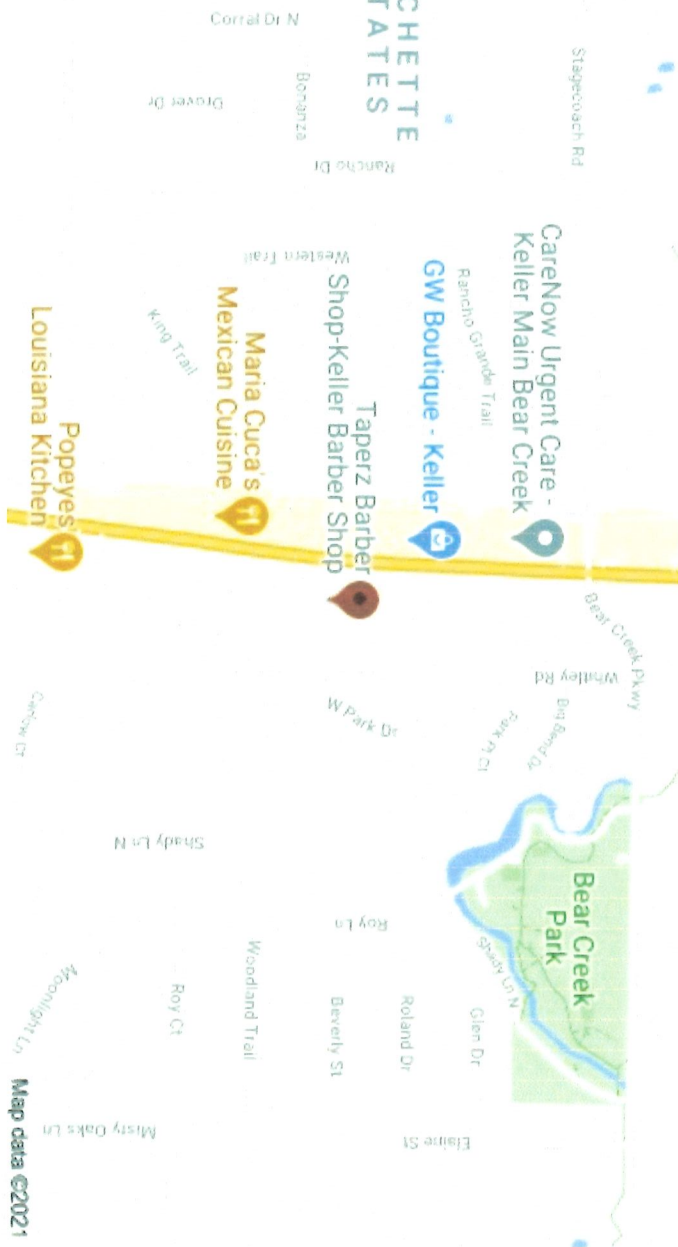 Stagecoach Rd
Corral Dr N
CHETTE
TATES
Bonanza
Drover Dr
Rancho Dr
Western Trail
CareNow Urgent Care -
Keller Main Bear Creek
Rancho Grande Trail
GW Boutique - Keller
Taperz Barber
Shop-Keller Barber Shop
Maria Cuca's
Mexican Cuisine
King Trail
Popeyes
Louisiana Kitchen
Bear Creek Pkwy
Whitley Rd
Big Bend Dr
Park Pl Ct
W Park Dr
Carlow Ct
Shady Ln N
Bear Creek
Park
Roy Ln
Shady Ln N
Glen Dr
Roland Dr
Beverly St
Woodland Trail
Roy Ct
Moonlight Ln
Elaine St
Misty Oaks Ln
Map data ©2021